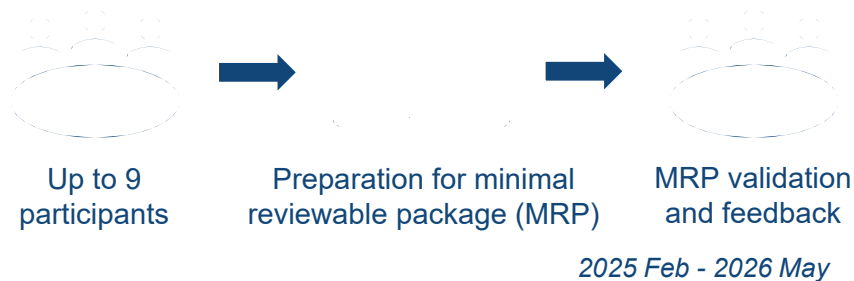 Up to 9
participants
Preparation for minimal
reviewable package (MRP)
MRP validation
and feedback
2025 Feb - 2026 May